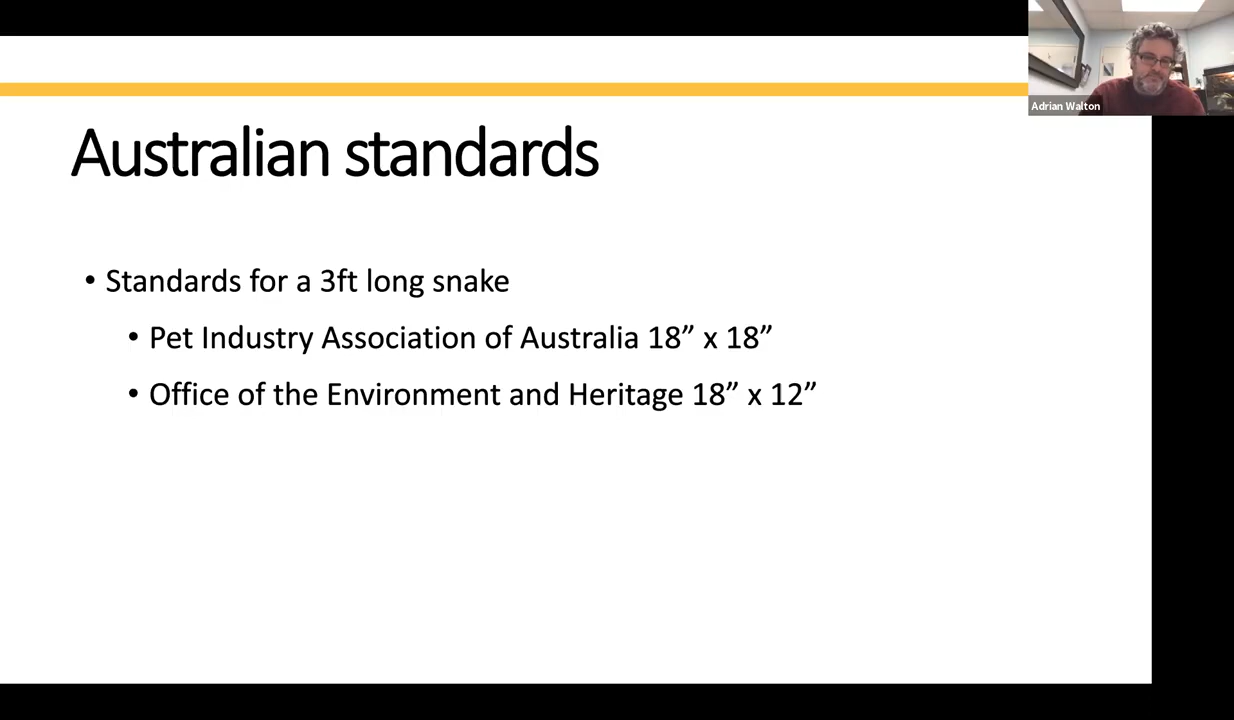 Adrian Walton
Australian standards
• Standards for a 3ft long snake
• Pet Industry Association of Australia 18” x 18”
• Office of the Environment and Heritage 18” x 12”